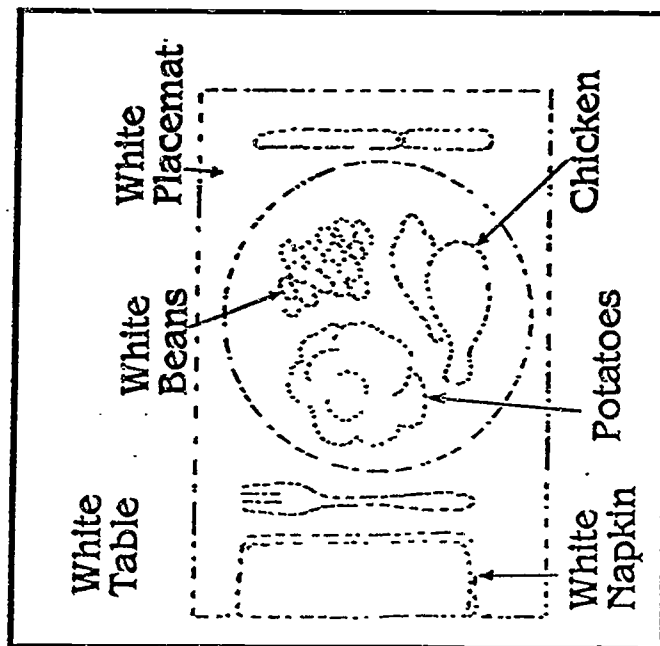 White
Table
White
Beans
White
Placemat
White
Napkin
Potatoes
Chicken